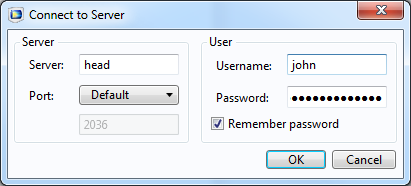 Connect to Server
Server
Server: head
Port: Default
2036
User
Username: john
Password: ●●●●●●●●●●●●●
Remember password
OK Cancel